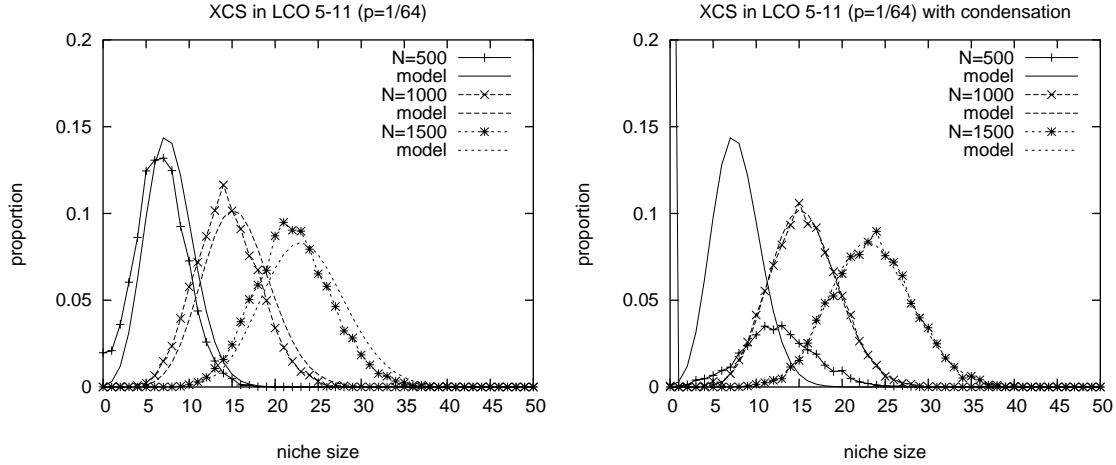 XCS in LCO 5-11 (p=1/64)
0.2
0.15
0.1
0.05
0
proportion
N=500
model
N=1000
model
N=1500
model
0 5 10 15 20 25 30 35 40 45 50
niche size
XCS in LCO 5-11 (p=1/64) with condensation
0.2
0.15
0.1
0.05
0
proportion
N=500
model
N=1000
model
N=1500
model
0 5 10 15 20 25 30 35 40 45 50
niche size